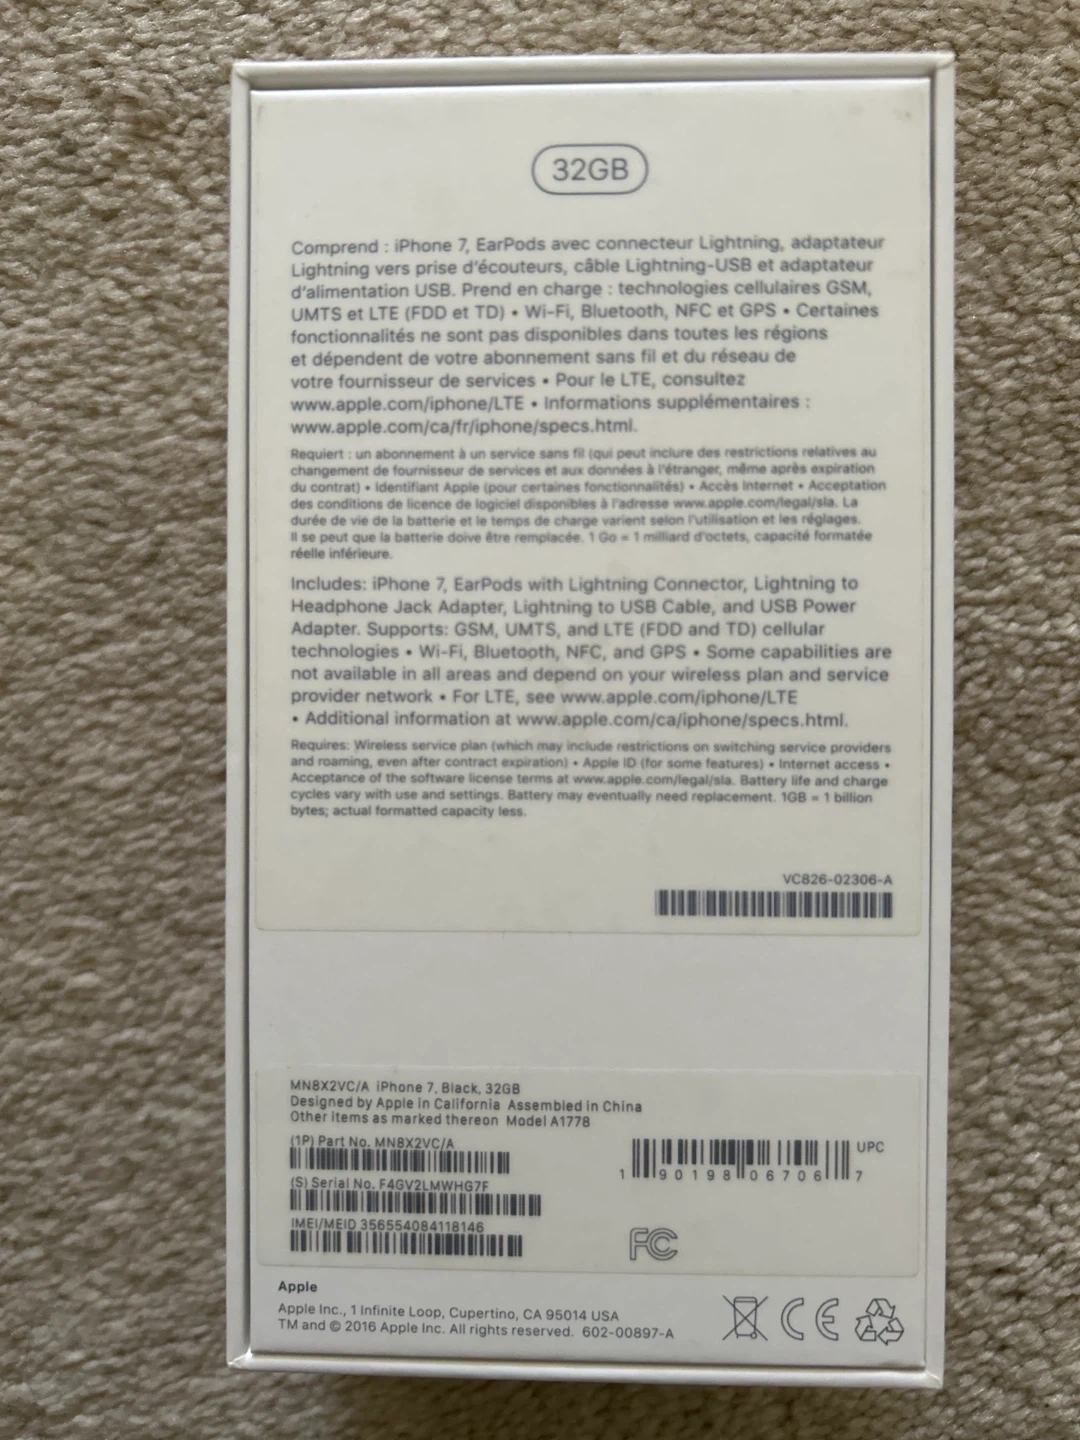 32GB
Comprend : iPhone 7, EarPods avec connecteur Lightning, adaptateur
Lightning vers prise d'écouteurs, câble Lightning-USB et adaptateur
d'alimentation USB. Prend en charge : technologies cellulaires GSM,
UMTS et LTE (FDD et TD) • Wi-Fi, Bluetooth, NFC et GPS • Certaines
fonctionnalités ne sont pas disponibles dans toutes les régions
et dépendent de votre abonnement sans fil et du réseau de
votre fournisseur de services • Pour le LTE, consultez
www.apple.com/iphone/LTE • Informations supplémentaires :
www.apple.com/ca/fr/iphone/specs.html.
Requiert : un abonnement à un service sans fil (qui peut inclure des restrictions relatives au
changement de fournisseur de services et aux données à l'étranger, même après expiration
du contrat) • Identifiant Apple (pour certaines fonctionnalités) • Accès Internet • Acceptation
des conditions de licence de logiciel disponibles à l'adresse www.apple.com/legal/sla. La
durée de vie de la batterie et le temps de charge varient selon l'utilisation et les réglages.
Il se peut que la batterie doive être remplacée. 1 Go = 1 milliard d'octets, capacité formatée
réelle inférieure.
Includes: iPhone 7, EarPods with Lightning Connector, Lightning to
Headphone Jack Adapter, Lightning to USB Cable, and USB Power
Adapter. Supports: GSM, UMTS, and LTE (FDD and TD) cellular
technologies • Wi-Fi, Bluetooth, NFC, and GPS • Some capabilities are
not available in all areas and depend on your wireless plan and service
provider network • For LTE, see www.apple.com/iphone/LTE
• Additional information at www.apple.com/ca/iphone/specs.html.
Requires: Wireless service plan (which may include restrictions on switching service providers
and roaming, even after contract expiration) • Apple ID (for some features) • Internet access •
Acceptance of the software license terms at www.apple.com/legal/sla. Battery life and charge
cycles vary with use and settings. Battery may eventually need replacement. 1GB = 1 billion
bytes; actual formatted capacity less.
VC826-02306-A
MN8X2VC/A iPhone 7, Black, 32GB
Designed by Apple in California Assembled in China
Other items as marked thereon Model A1778
(1P) Part No. MN8X2VC/A
(S) Serial No. F4GV2LMWHG7F
IMEI/MEID 356554084118146
UPC
1 90198 06706 7
FC
Apple
Apple Inc., 1 Infinite Loop, Cupertino, CA 95014 USA
TM and © 2016 Apple Inc. All rights reserved. 602-00897-A
CE